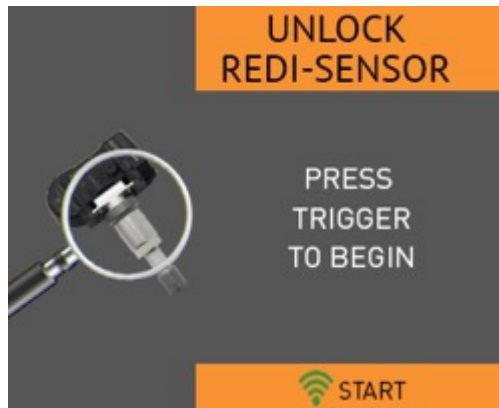 UNLOCK
REDI-SENSOR
PRESS
TRIGGER
TO BEGIN
START